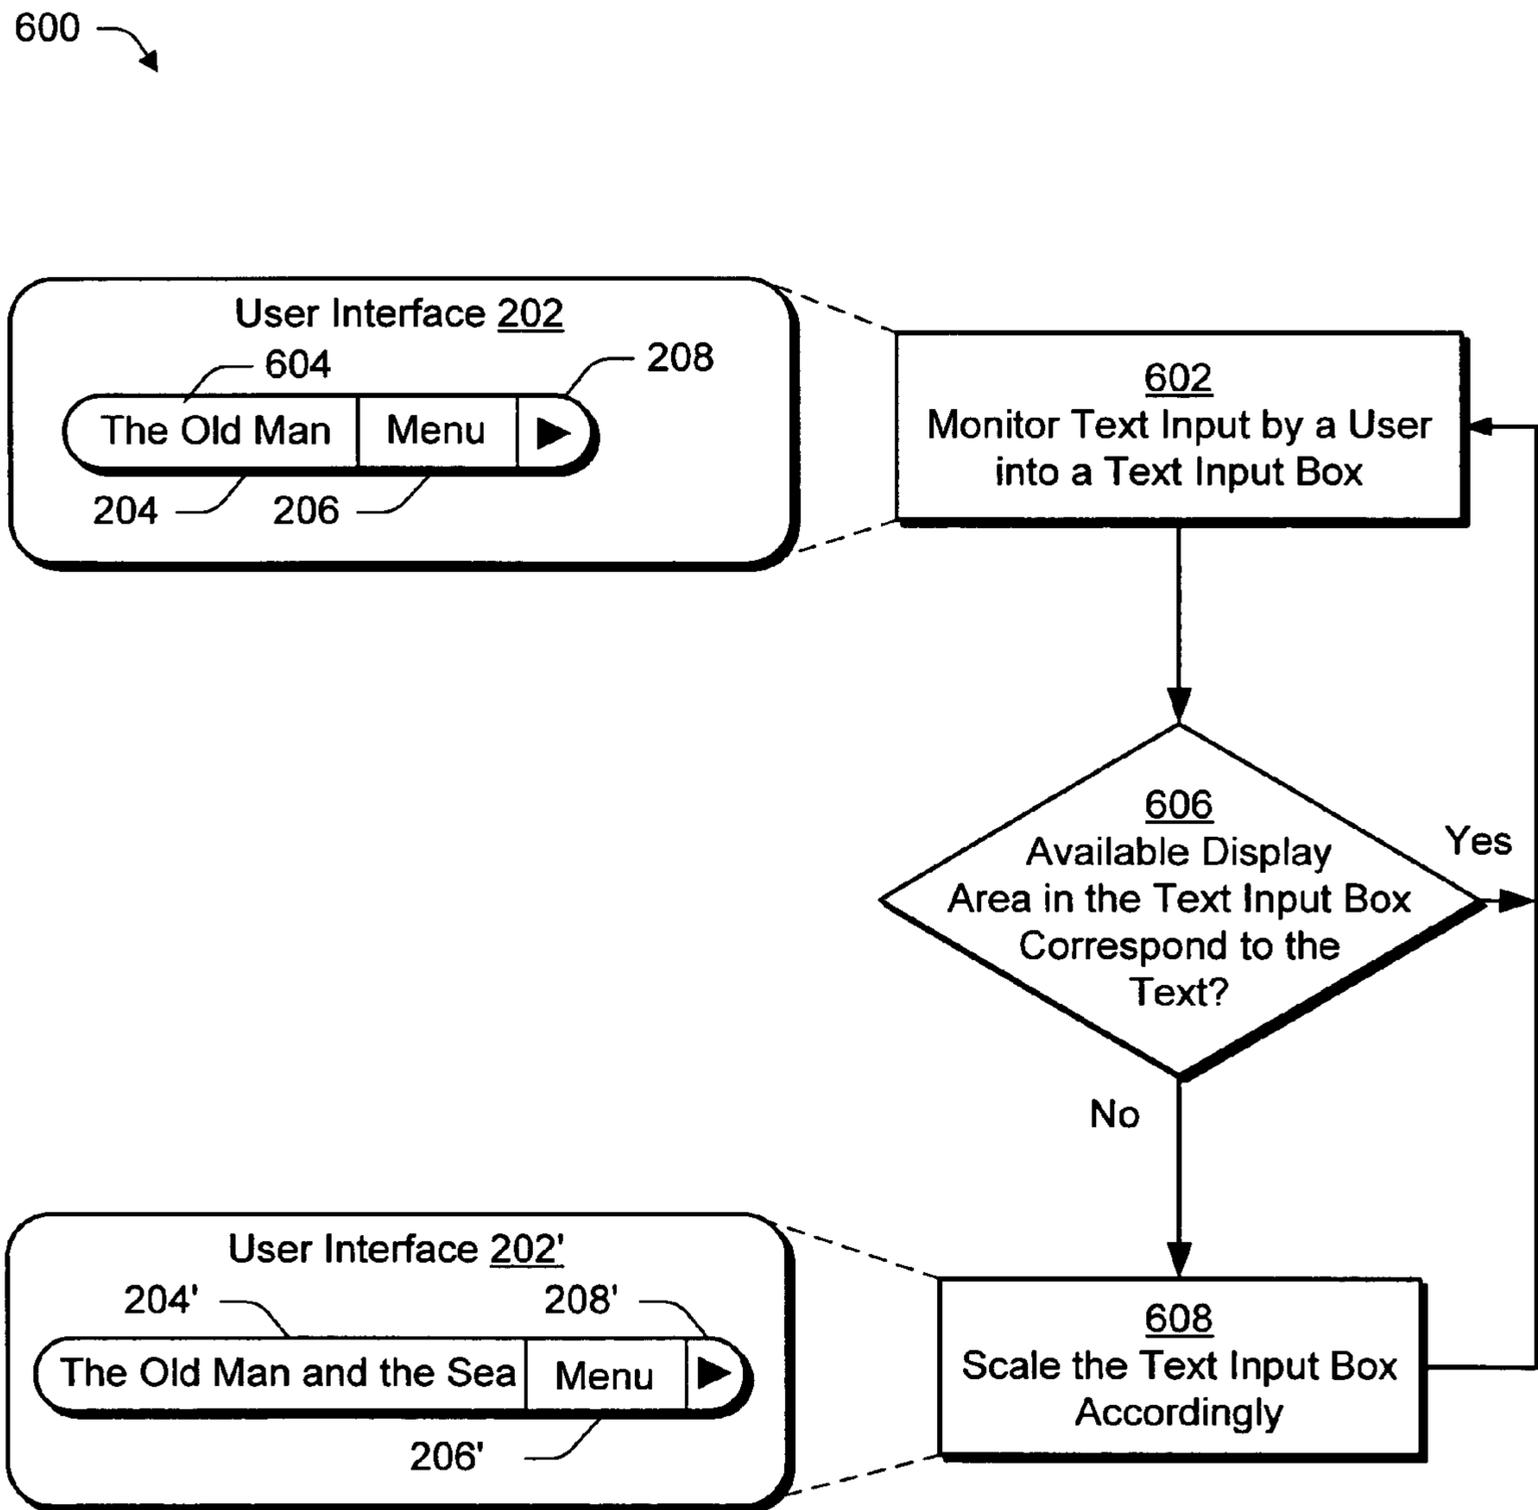 600
User Interface 202
604
208
The Old Man
Menu
204
206
602
Monitor Text Input by a User
into a Text Input Box
606
Available Display
Area in the Text Input Box
Correspond to the
Text?
Yes
No
User Interface 202'
204'
208'
The Old Man and the Sea
Menu
206'
608
Scale the Text Input Box
Accordingly